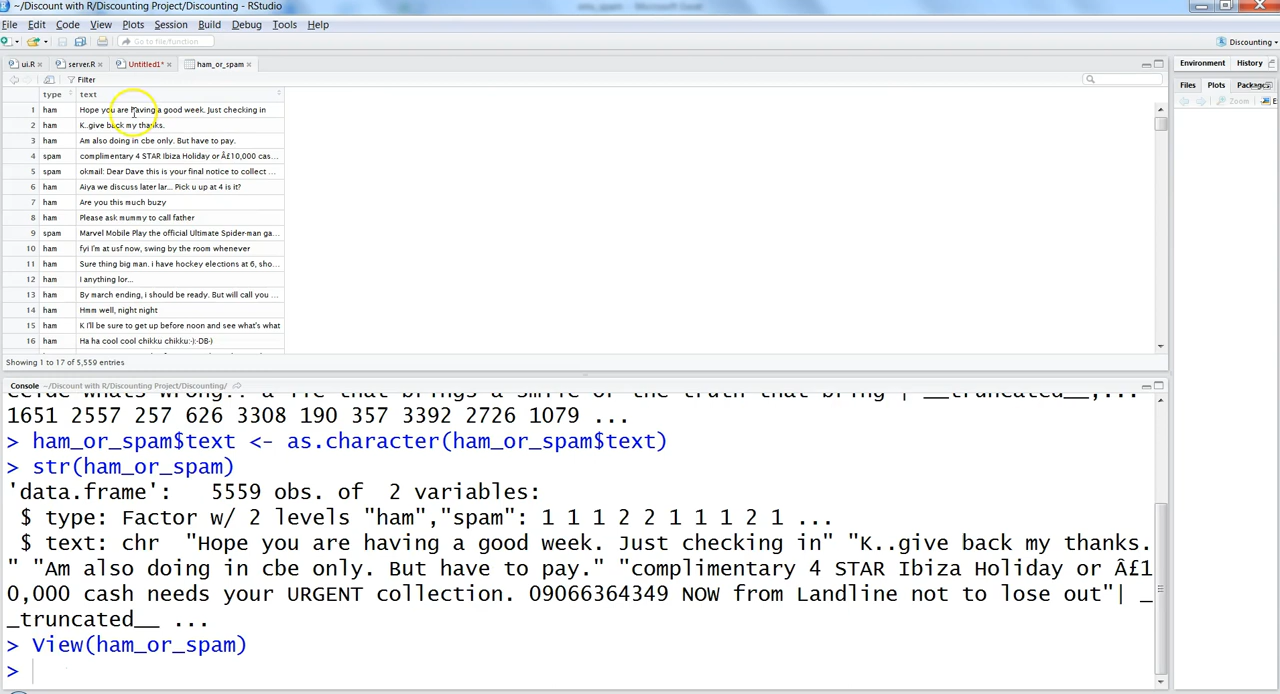 ~/Discount with R/Discounting Project/Discounting - RStudio
File Edit Code View Plots Session Build Debug Tools Help
Go to file/function
Discounting
ui.R server.R Untitled1* ham_or_spam
Environment History
Filter
Files Plots Packages
Zoom
type text
1 ham Hope you are having a good week. Just checking in
2 ham K..give back my thanks.
3 ham Am also doing in cbe only. But have to pay.
4 spam complimentary 4 STAR Ibiza Holiday or Â£10,000 cas...
5 spam okmail: Dear Dave this is your final notice to collect ...
6 ham Aiya we discuss later lar... Pick u up at 4 is it?
7 ham Are you this much buzy
8 ham Please ask mummy to call father
9 spam Marvel Mobile Play the official Ultimate Spider-man ga...
10 ham fyi I'm at usf now, swing by the room whenever
11 ham Sure thing big man. i have hockey elections at 6, sho...
12 ham I anything lor...
13 ham By march ending, i should be ready. But will call you ...
14 ham Hmm well, night night
15 ham K I'll be sure to get up before noon and see what's what
16 ham Ha ha cool cool chikku chikku:-):-DB-)
Showing 1 to 17 of 5,559 entries
Console ~/Discount with R/Discounting Project/Discounting/
1651 2557 257 626 3308 190 357 3392 2726 1079 ...
> ham_or_spam$text <- as.character(ham_or_spam$text)
> str(ham_or_spam)
'data.frame': 5559 obs. of 2 variables:
$ type: Factor w/ 2 levels "ham","spam": 1 1 1 2 2 1 1 1 2 1 ...
$ text: chr "Hope you are having a good week. Just checking in" "K..give back my thanks.
" "Am also doing in cbe only. But have to pay." "complimentary 4 STAR Ibiza Holiday or Â£1
0,000 cash needs your URGENT collection. 09066364349 NOW from Landline not to lose out"| _
_truncated__ ...
> View(ham_or_spam)
>